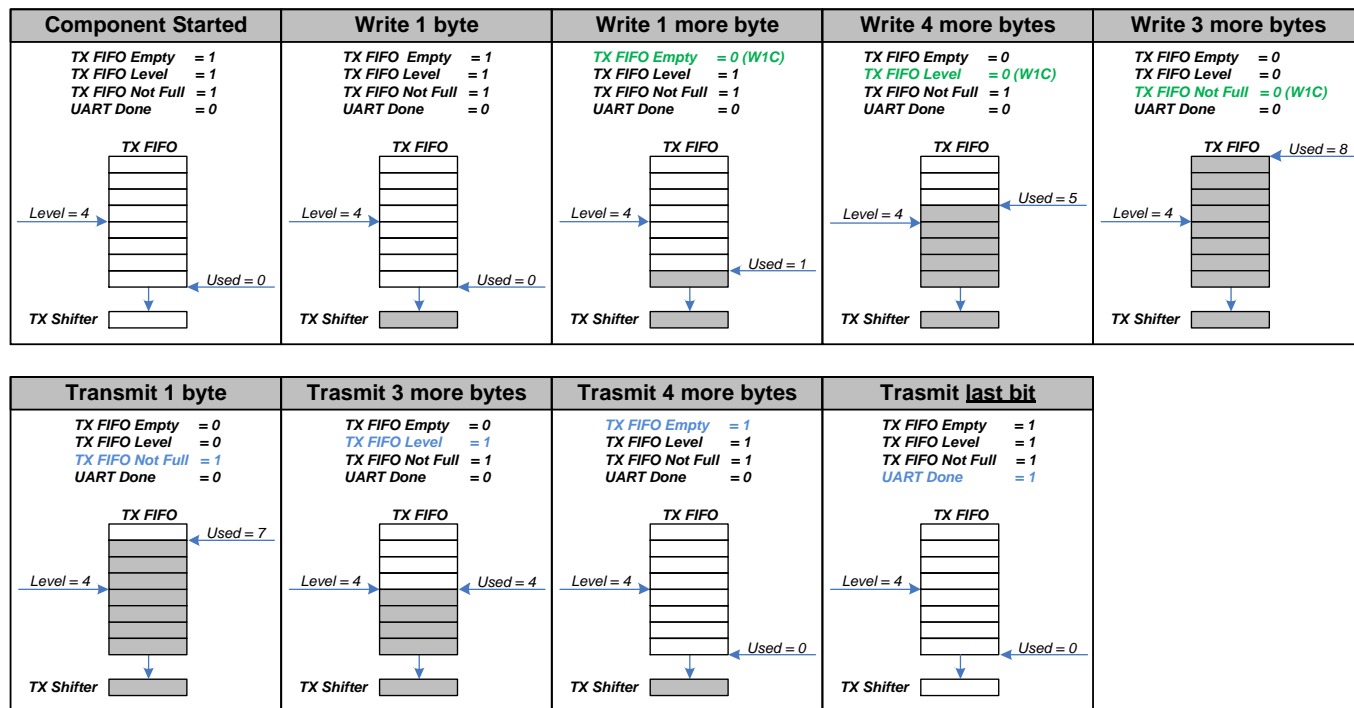 Component Started
TX FIFO Empty = 1
TX FIFO Level = 1
TX FIFO Not Full = 1
UART Done = 0
TX FIFO
Level = 4
Used = 0
TX Shifter
Write 1 byte
TX FIFO Empty = 1
TX FIFO Level = 1
TX FIFO Not Full = 1
UART Done = 0
TX FIFO
Level = 4
Used = 0
TX Shifter
Write 1 more byte
TX FIFO Empty = 0 (W1C)
TX FIFO Level = 1
TX FIFO Not Full = 1
UART Done = 0
TX FIFO
Level = 4
Used = 1
TX Shifter
Write 4 more bytes
TX FIFO Empty = 0
TX FIFO Level = 0 (W1C)
TX FIFO Not Full = 1
UART Done = 0
TX FIFO
Used = 5
Level = 4
TX Shifter
Write 3 more bytes
TX FIFO Empty = 0
TX FIFO Level = 0
TX FIFO Not Full = 0 (W1C)
UART Done = 0
TX FIFO
Used = 8
Level = 4
TX Shifter
Transmit 1 byte
TX FIFO Empty = 0
TX FIFO Level = 0
TX FIFO Not Full = 1
UART Done = 0
TX FIFO
Used = 7
Level = 4
TX Shifter
Trasmit 3 more bytes
TX FIFO Empty = 0
TX FIFO Level = 1
TX FIFO Not Full = 1
UART Done = 0
TX FIFO
Level = 4
Used = 4
TX Shifter
Trasmit 4 more bytes
TX FIFO Empty = 1
TX FIFO Level = 1
TX FIFO Not Full = 1
UART Done = 0
TX FIFO
Level = 4
Used = 0
TX Shifter
Trasmit last bit
TX FIFO Empty = 1
TX FIFO Level = 1
TX FIFO Not Full = 1
UART Done = 1
TX FIFO
Level = 4
Used = 0
TX Shifter